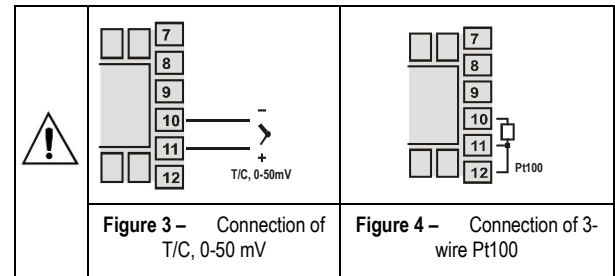 7
8
9
10
11
12
−
+
T/C, 0-50mV
7
8
9
10
11
12
Pt100
Figure 3 – Connection of
T/C, 0-50 mV
Figure 4 – Connection of 3-
wire Pt100